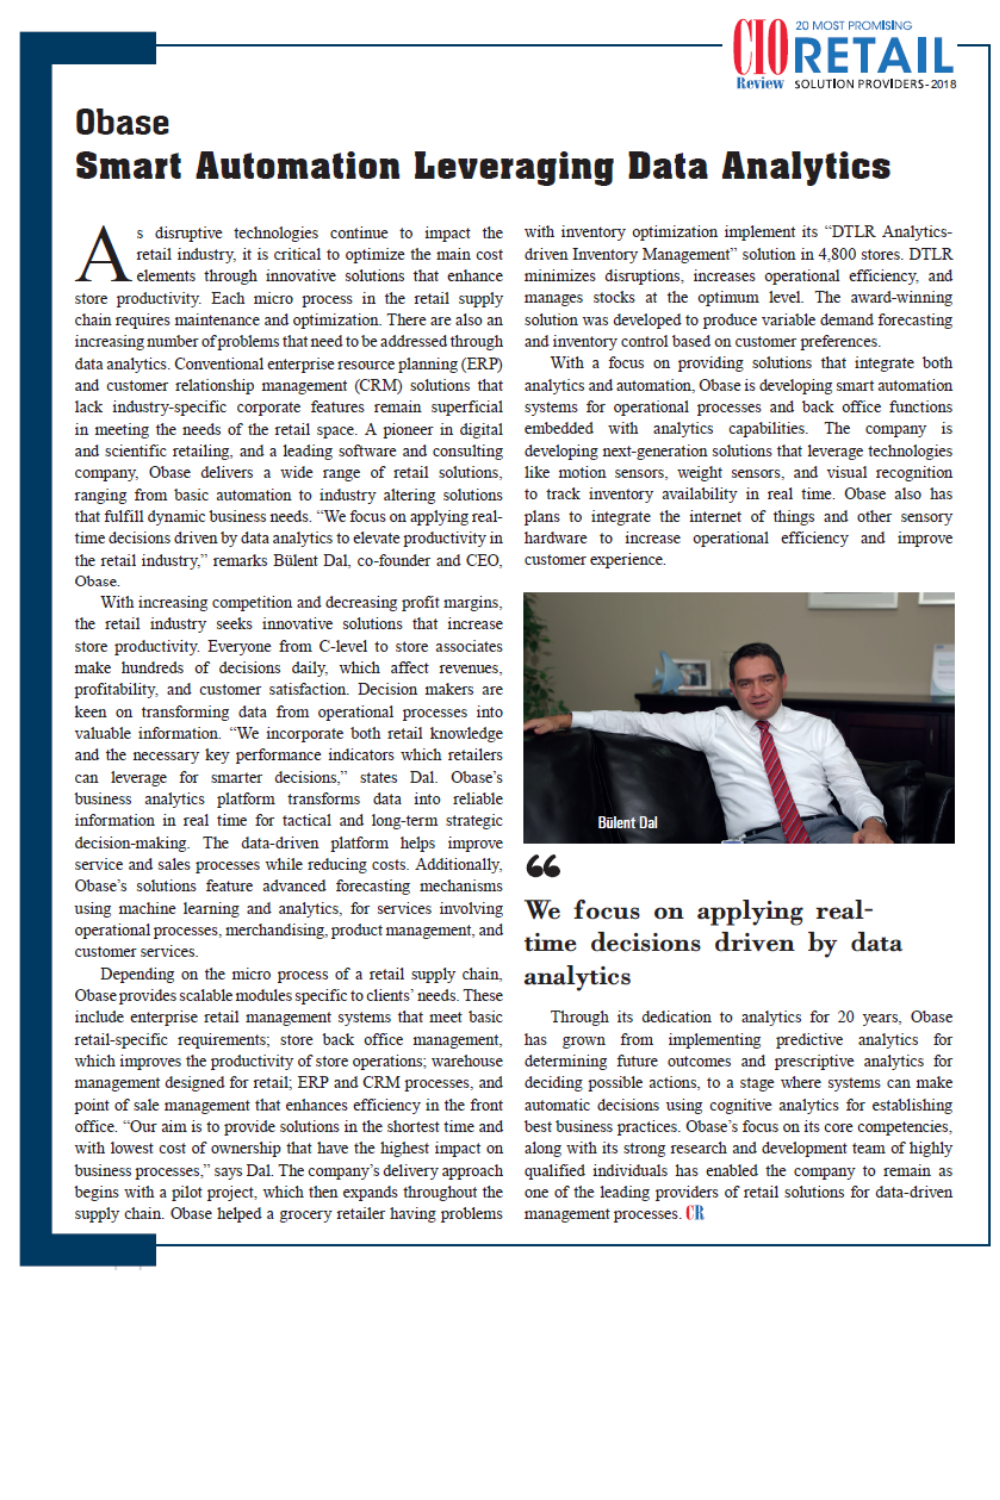 CIO
Review
20 MOST PROMISING
RETAIL
SOLUTION PROVIDERS-2018
Obase
Smart Automation Leveraging Data Analytics
As disruptive technologies continue to impact the
retail industry, it is critical to optimize the main cost
elements through innovative solutions that enhance
store productivity. Each micro process in the retail supply
chain requires maintenance and optimization. There are also an
increasing number of problems that need to be addressed through
data analytics. Conventional enterprise resource planning (ERP)
and customer relationship management (CRM) solutions that
lack industry-specific corporate features remain superficial
in meeting the needs of the retail space. A pioneer in digital
and scientific retailing, and a leading software and consulting
company, Obase delivers a wide range of retail solutions,
ranging from basic automation to industry altering solutions
that fulfill dynamic business needs. “We focus on applying real-
time decisions driven by data analytics to elevate productivity in
the retail industry,” remarks Bülent Dal, co-founder and CEO,
Obase.
With increasing competition and decreasing profit margins,
the retail industry seeks innovative solutions that increase
store productivity. Everyone from C-level to store associates
make hundreds of decisions daily, which affect revenues,
profitability, and customer satisfaction. Decision makers are
keen on transforming data from operational processes into
valuable information. “We incorporate both retail knowledge
and the necessary key performance indicators which retailers
can leverage for smarter decisions,” states Dal. Obase’s
business analytics platform transforms data into reliable
information in real time for tactical and long-term strategic
decision-making. The data-driven platform helps improve
service and sales processes while reducing costs. Additionally,
Obase’s solutions feature advanced forecasting mechanisms
using machine learning and analytics, for services involving
operational processes, merchandising, product management, and
customer services.
Depending on the micro process of a retail supply chain,
Obase provides scalable modules specific to clients’ needs. These
include enterprise retail management systems that meet basic
retail-specific requirements; store back office management,
which improves the productivity of store operations; warehouse
management designed for retail; ERP and CRM processes, and
point of sale management that enhances efficiency in the front
office. “Our aim is to provide solutions in the shortest time and
with lowest cost of ownership that have the highest impact on
business processes,” says Dal. The company’s delivery approach
begins with a pilot project, which then expands throughout the
supply chain. Obase helped a grocery retailer having problems
with inventory optimization implement its “DTLR Analytics-
driven Inventory Management” solution in 4,800 stores. DTLR
minimizes disruptions, increases operational efficiency, and
manages stocks at the optimum level. The award-winning
solution was developed to produce variable demand forecasting
and inventory control based on customer preferences.
With a focus on providing solutions that integrate both
analytics and automation, Obase is developing smart automation
systems for operational processes and back office functions
embedded with analytics capabilities. The company is
developing next-generation solutions that leverage technologies
like motion sensors, weight sensors, and visual recognition
to track inventory availability in real time. Obase also has
plans to integrate the internet of things and other sensory
hardware to increase operational efficiency and improve
customer experience.
Bülent Dal
“
We focus on applying real-
time decisions driven by data
analytics
Through its dedication to analytics for 20 years, Obase
has grown from implementing predictive analytics for
determining future outcomes and prescriptive analytics for
deciding possible actions, to a stage where systems can make
automatic decisions using cognitive analytics for establishing
best business practices. Obase’s focus on its core competencies,
along with its strong research and development team of highly
qualified individuals has enabled the company to remain as
one of the leading providers of retail solutions for data-driven
management processes. CR